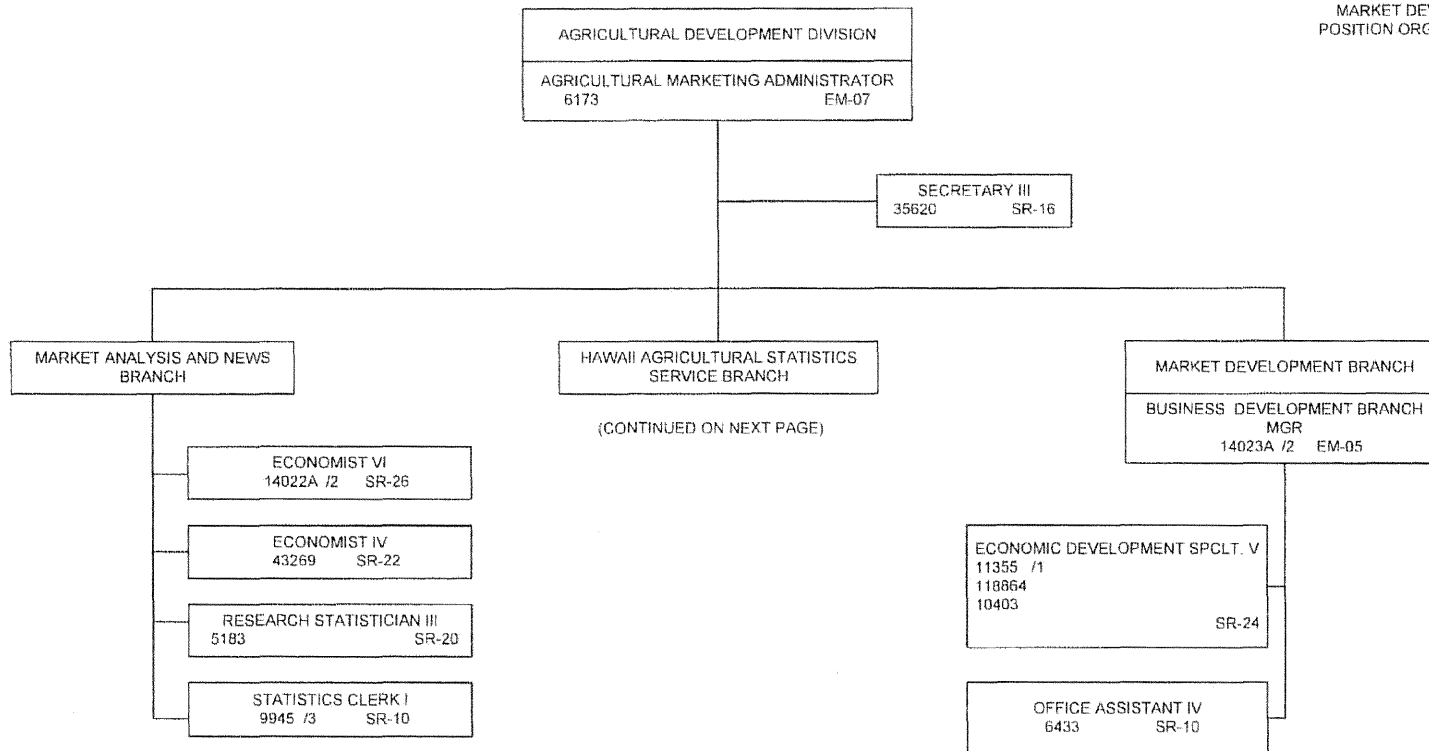 MARKET DEV
POSITION ORG
AGRICULTURAL DEVELOPMENT DIVISION
AGRICULTURAL MARKETING ADMINISTRATOR
6173 EM-07
SECRETARY III
35620 SR-16
MARKET ANALYSIS AND NEWS
BRANCH
HAWAII AGRICULTURAL STATISTICS
SERVICE BRANCH
(CONTINUED ON NEXT PAGE)
MARKET DEVELOPMENT BRANCH
BUSINESS DEVELOPMENT BRANCH
MGR
14023A /2 EM-05
ECONOMIST VI
14022A /2 SR-26
ECONOMIST IV
43269 SR-22
RESEARCH STATISTICIAN III
5183 SR-20
STATISTICS CLERK I
9945 /3 SR-10
ECONOMIC DEVELOPMENT SPCLT. V
11355 /1
118864
10403
SR-24
OFFICE ASSISTANT IV
6433 SR-10